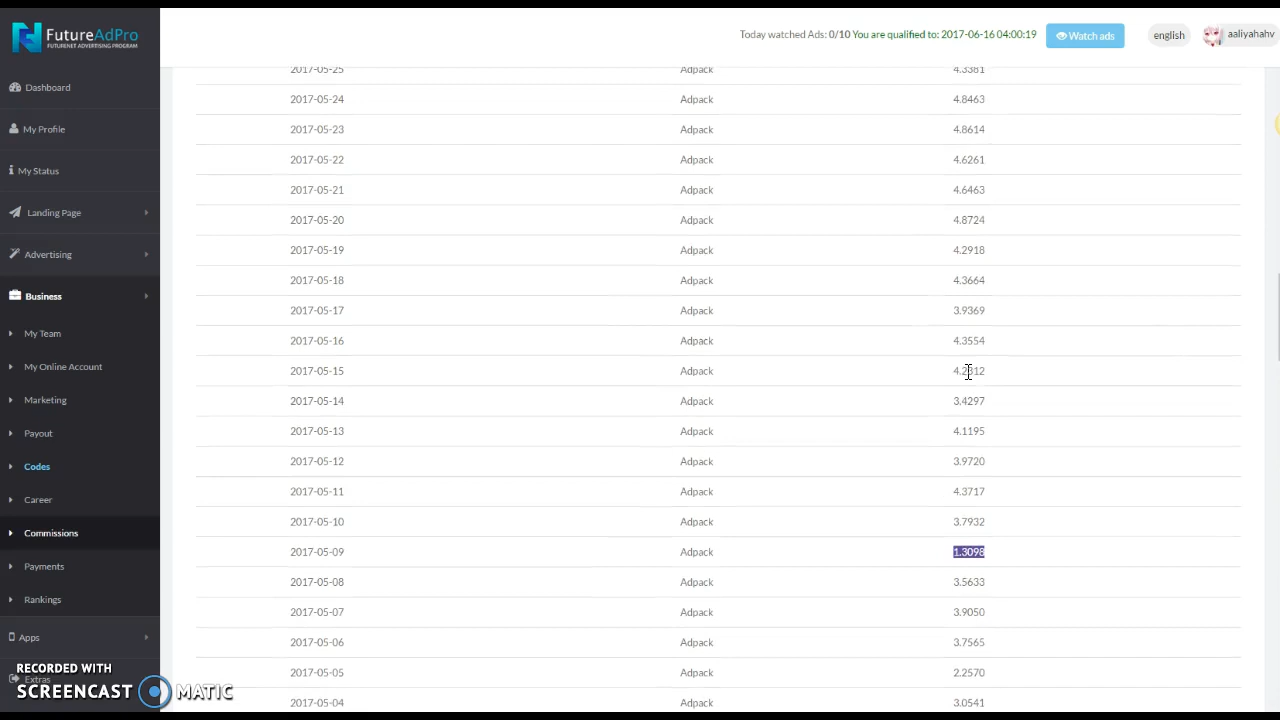 FutureAdPro
FUTURENET ADVERTISING PROGRAM
Today watched Ads: 0/10 You are qualified to: 2017-06-16 04:00:19
Watch ads
english
aaliyahahv
Dashboard
My Profile
My Status
Landing Page
Advertising
Business
My Team
My Online Account
Marketing
Payout
Codes
Career
Commissions
Payments
Rankings
Apps
Extras
2017-05-25 Adpack 4.3381
2017-05-24 Adpack 4.8463
2017-05-23 Adpack 4.8614
2017-05-22 Adpack 4.6261
2017-05-21 Adpack 4.6463
2017-05-20 Adpack 4.8724
2017-05-19 Adpack 4.2918
2017-05-18 Adpack 4.3664
2017-05-17 Adpack 3.9369
2017-05-16 Adpack 4.3554
2017-05-15 Adpack
2017-05-14 Adpack 3.4297
2017-05-13 Adpack 4.1195
2017-05-12 Adpack 3.9720
2017-05-11 Adpack 4.3717
2017-05-10 Adpack 3.7932
2017-05-09 Adpack 1.3098
2017-05-08 Adpack 3.5633
2017-05-07 Adpack 3.9050
2017-05-06 Adpack 3.7565
2017-05-05 Adpack 2.2570
2017-05-04 Adpack 3.0541
RECORDED WITH
SCREENCAST MATIC